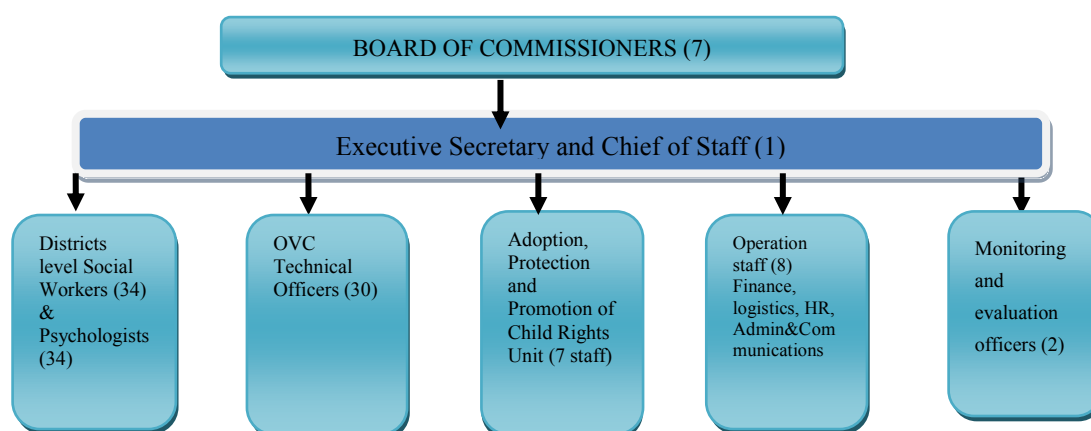 BOARD OF COMMISSIONERS (7)
Executive Secretary and Chief of Staff (1)
Districts
level Social
Workers (34)
&
Psychologists
(34)
OVC
Technical
Officers (30)
Adoption,
Protection
and
Promotion of
Child Rights
Unit (7 staff)
Operation
staff (8)
Finance,
logistics, HR,
Admin&Com
munications
Monitoring
and
evaluation
officers (2)